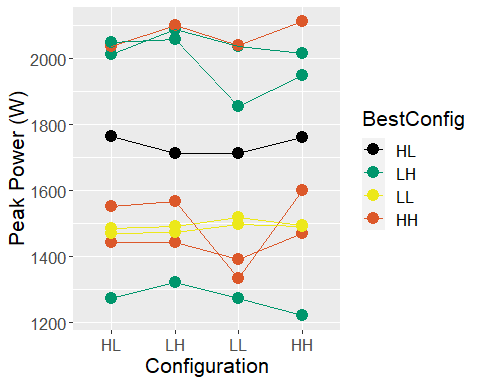 Peak Power (W)
2000
1800
1600
1400
1200
HL LH LL HH
Configuration
BestConfig
HL
LH
LL
HH